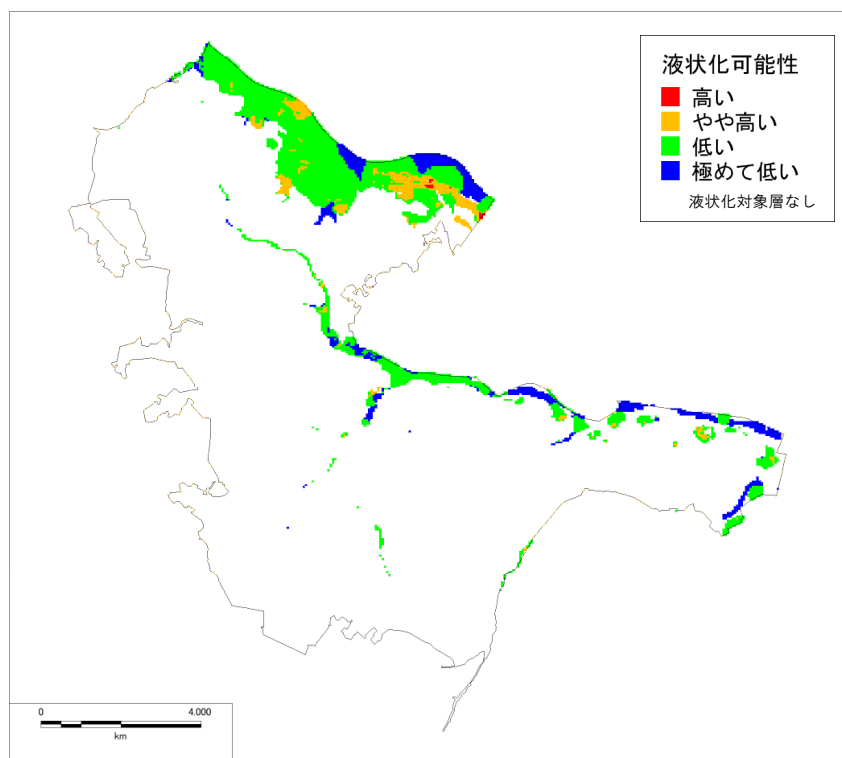 液状化可能性
高い
やや高い
低い
極めて低い
液状化対象層なし
0 4.000
km